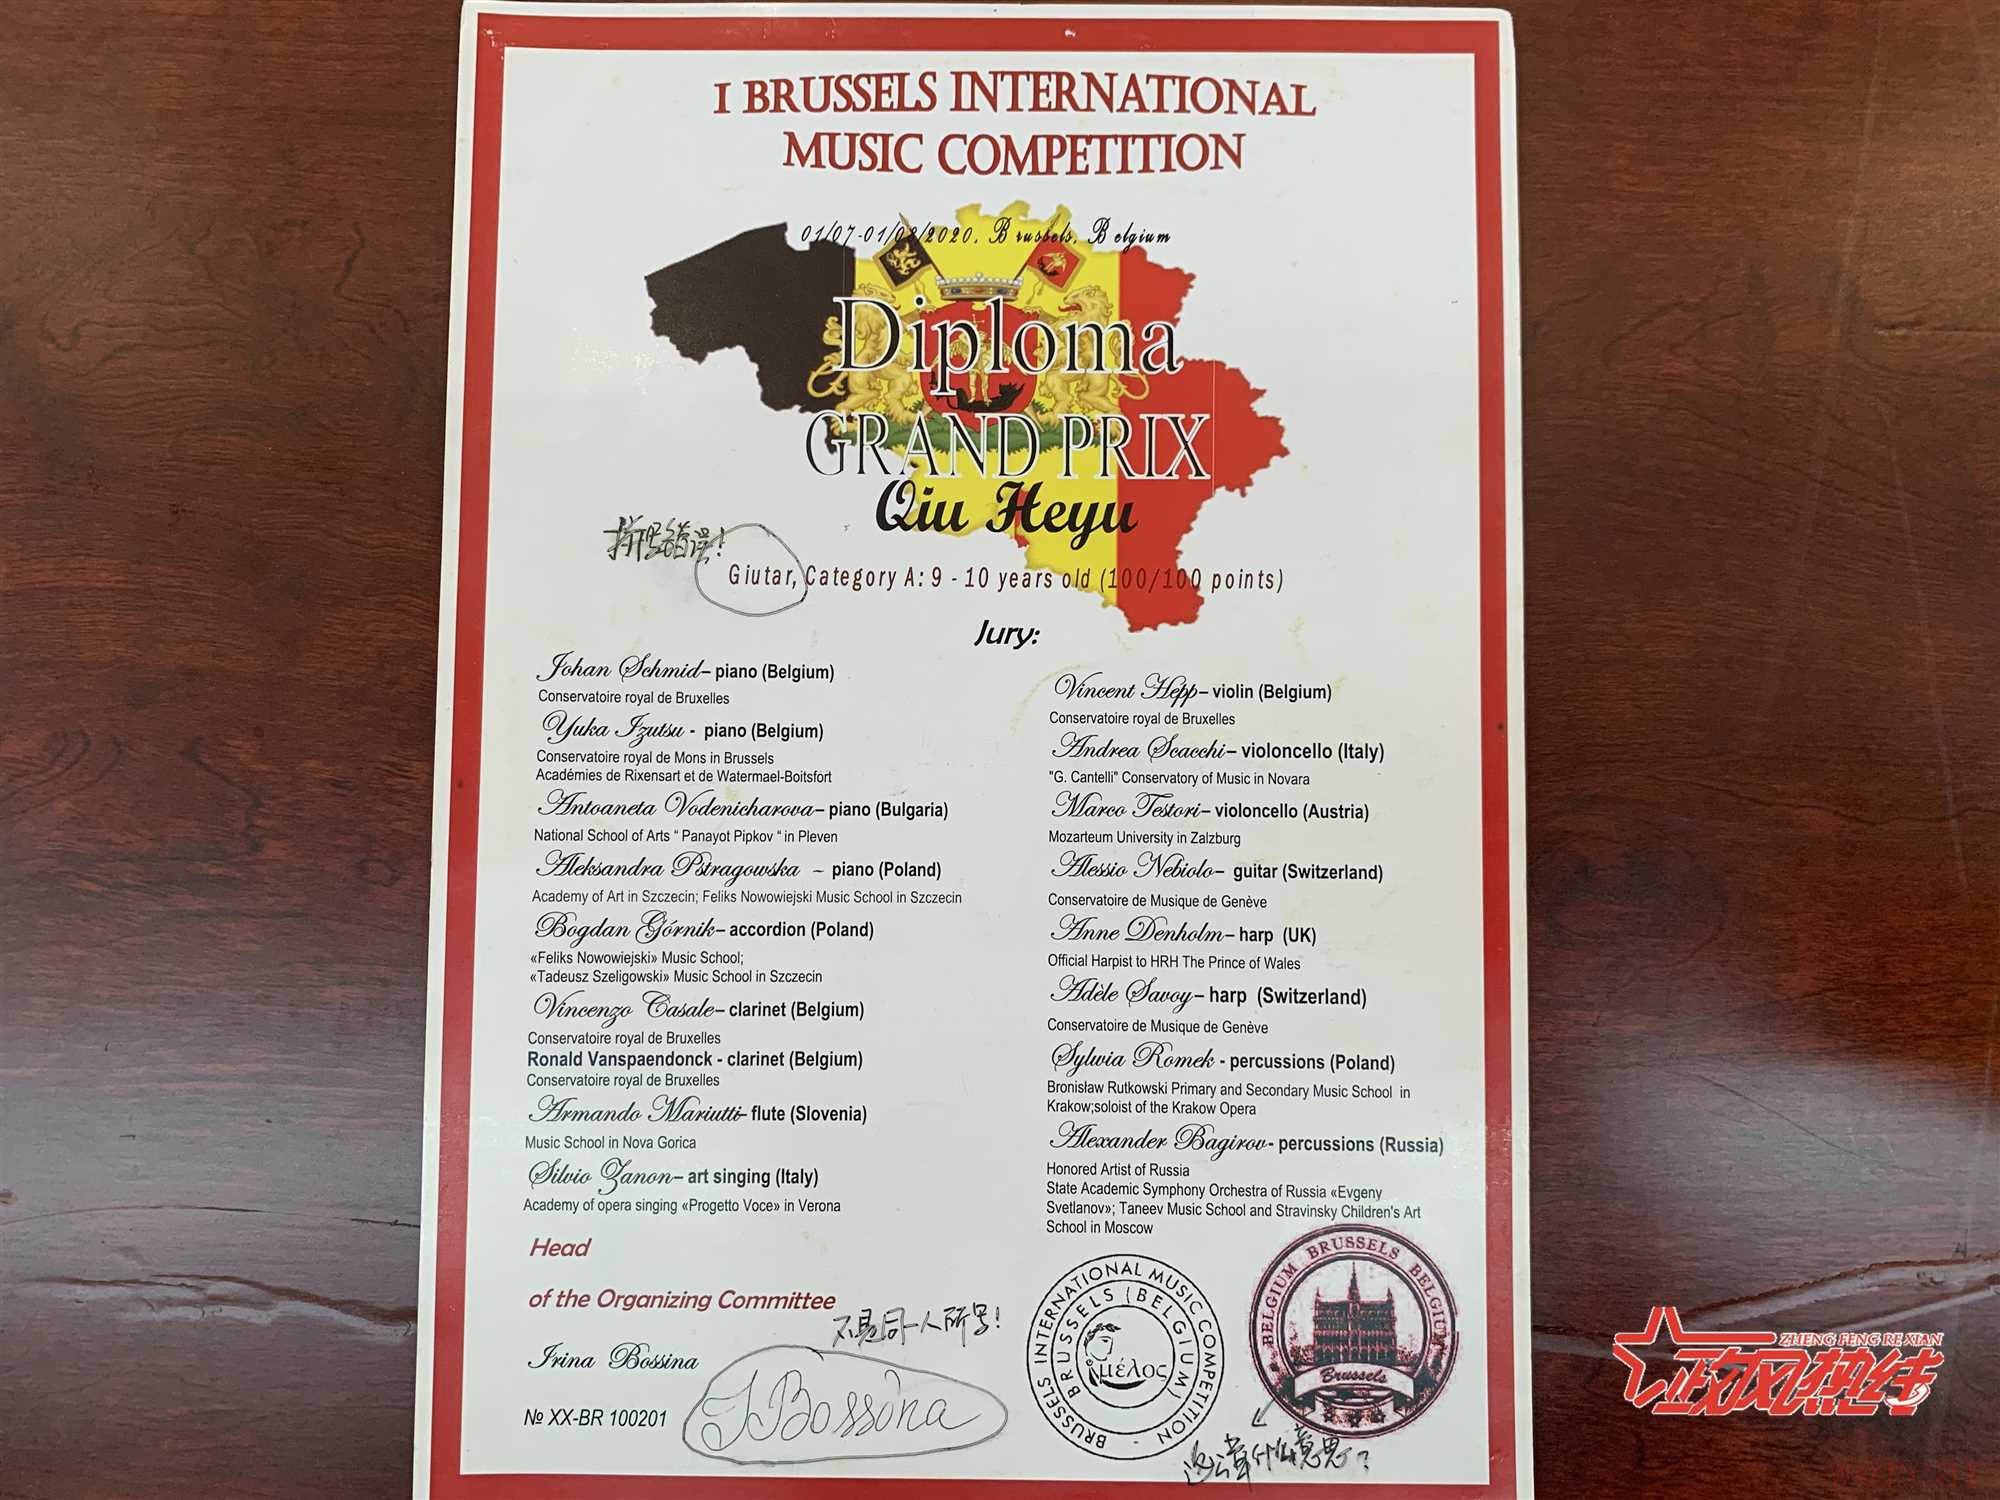 I BRUSSELS INTERNATIONAL
MUSIC COMPETITION
01/07-01/08/2020, Brussels, Belgium
Diploma
GRAND PRIX
Qiu Heyu
拼写错误!
Giutar, Category A: 9 - 10 years old (100/100 points)
Jury:
Johan Schmid– piano (Belgium)
Conservatoire royal de Bruxelles
Yuka Izutsu - piano (Belgium)
Conservatoire royal de Mons in Brussels
Académies de Rixensart et de Watermael-Boitsfort
Antoaneta Vodenicharova– piano (Bulgaria)
National School of Arts “ Panayot Pipkov “ in Pleven
Aleksandra Pstragowska ~ piano (Poland)
Academy of Art in Szczecin; Feliks Nowowiejski Music School in Szczecin
Bogdan Górnik– accordion (Poland)
«Feliks Nowowiejski» Music School;
«Tadeusz Szeligowski» Music School in Szczecin
Vincenzo Casale– clarinet (Belgium)
Conservatoire royal de Bruxelles
Ronald Vanspaendonck - clarinet (Belgium)
Conservatoire royal de Bruxelles
Armando Mariutti– flute (Slovenia)
Music School in Nova Gorica
Silvio Zanon– art singing (Italy)
Academy of opera singing «Progetto Voce» in Verona
Vincent Hépp– violin (Belgium)
Conservatoire royal de Bruxelles
Andrea Scacchi– violoncello (Italy)
"G. Cantelli" Conservatory of Music in Novara
Marco Testori– violoncello (Austria)
Mozarteum University in Zalzburg
Alessio Nebiolo– guitar (Switzerland)
Conservatoire de Musique de Genève
Anne Denholm– harp (UK)
Official Harpist to HRH The Prince of Wales
Adèle Savoy– harp (Switzerland)
Conservatoire de Musique de Genève
Sylwia Romek - percussions (Poland)
Bronisław Rutkowski Primary and Secondary Music School in
Krakow;soloist of the Krakow Opera
Alexander Bagirov- percussions (Russia)
Honored Artist of Russia
State Academic Symphony Orchestra of Russia «Evgeny
Svetlanov»; Taneev Music School and Stravinsky Children's Art
School in Moscow
Head
of the Organizing Committee
不是同一人所写!
Irina Bossina
I Bossina
№ XX-BR 100201
BRUSSELS INTERNATIONAL MUSIC COMPETITION -
BRUSSELS (BELGIUM)
μέλος
BELGIUM BRUSSELS BELGIUM
Brussels
这公章什么意思?
ZHENG FENG RE XIAN
政风热线